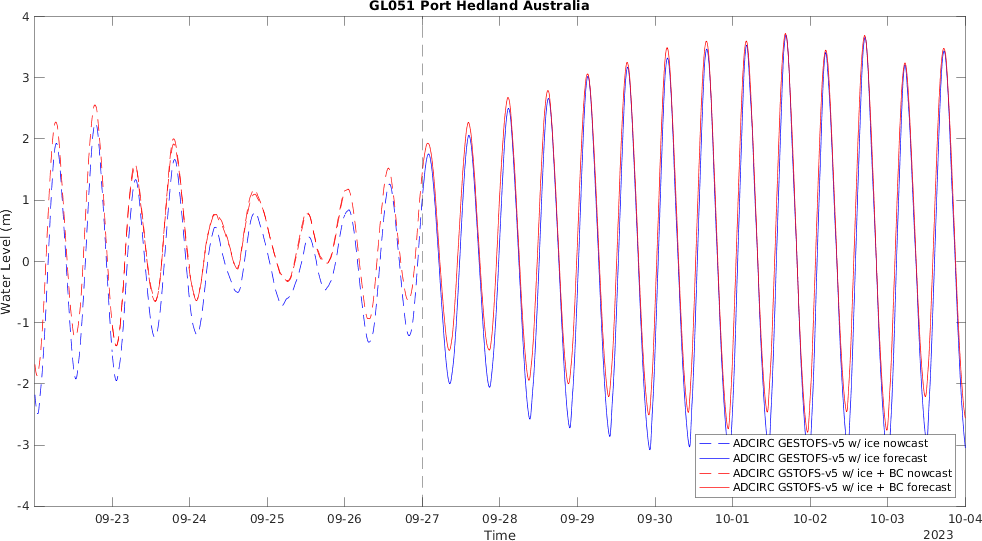 GL051 Port Hedland Australia
4
3
2
1
0
-1
-2
-3
-4
Water Level (m)
ADCIRC GESTOFS-v5 w/ ice nowcast
ADCIRC GESTOFS-v5 w/ ice forecast
ADCIRC GSTOFS-v5 w/ ice + BC nowcast
ADCIRC GSTOFS-v5 w/ ice + BC forecast
09-23 09-24 09-25 09-26 09-27 09-28 09-29 09-30 10-01 10-02 10-03 10-04
Time
2023